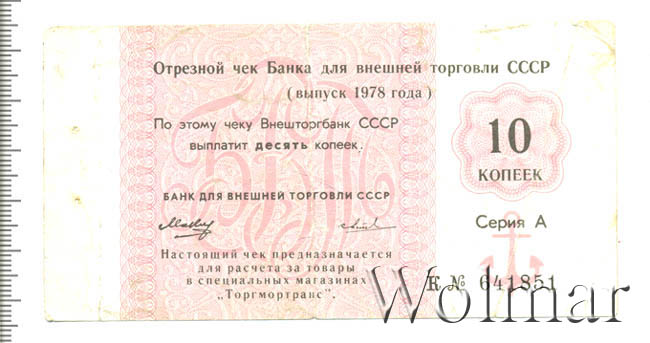 Отрезной чек Банка для внешней торговли СССР
(выпуск 1978 года)
По этому чеку Внешторгбанк СССР
выплатит десять копеек.
10
КОПЕЕК
БАНК ДЛЯ ВНЕШНЕЙ ТОРГОВЛИ СССР
Серия А
Настоящий чек предназначается
для расчета за товары
в специальных магазинах
„Торгмортранс".
К № 641851
Wolmar